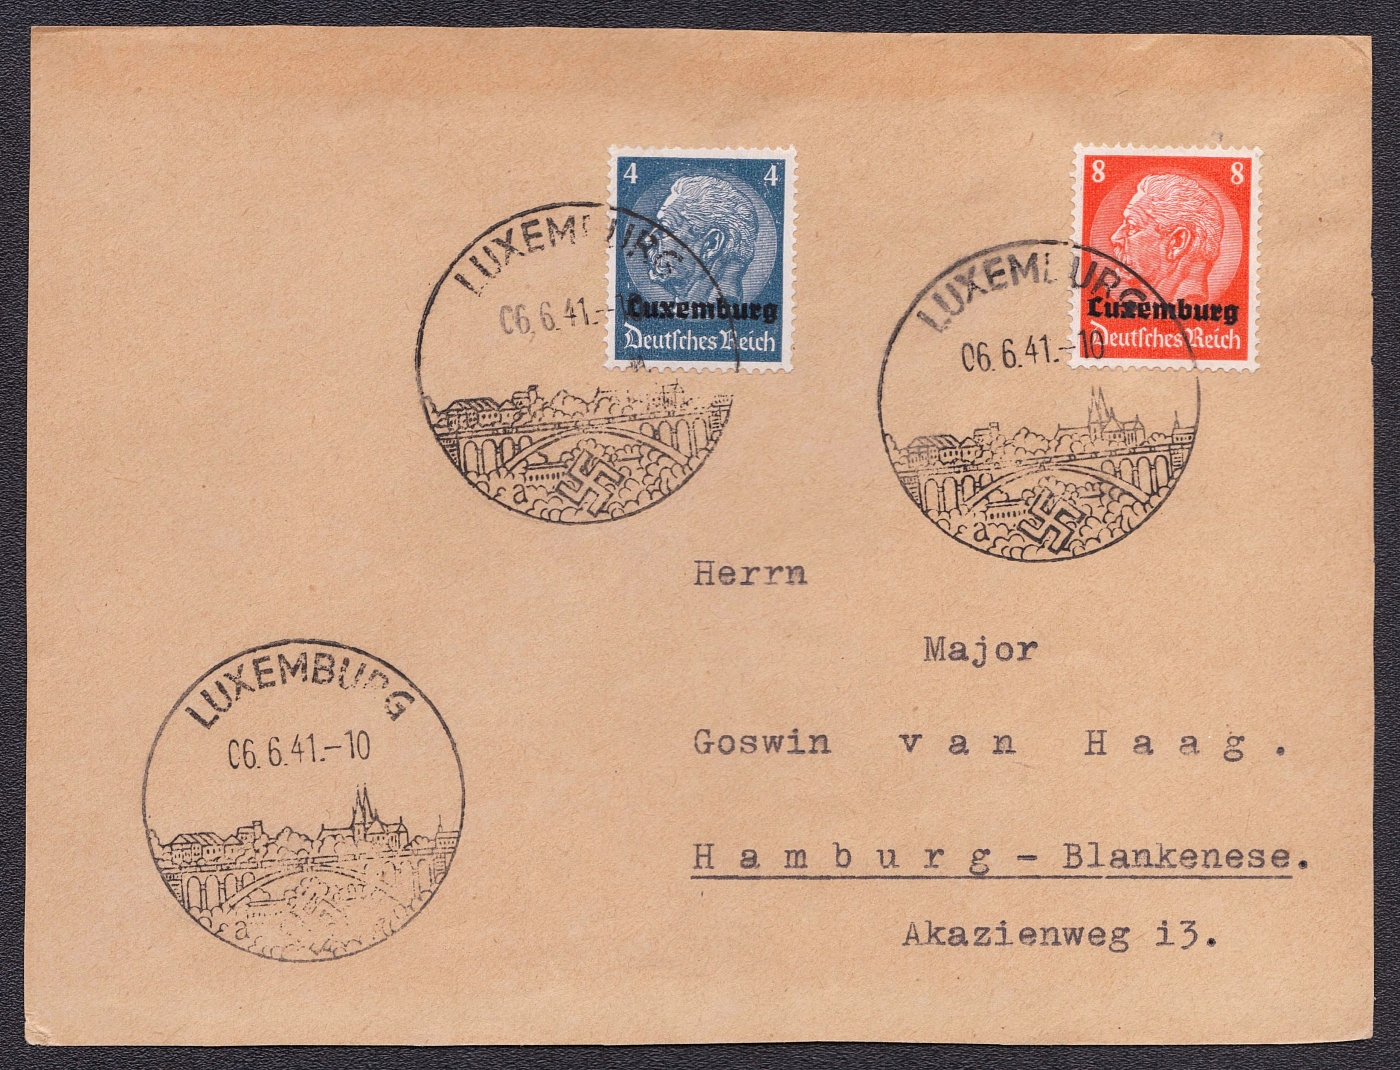 4 4
Luxemburg
Deutsches Reich
8 8
Luxemburg
Deutsches Reich
LUXEMBURG
06.6.41.-10
a
LUXEMBURG
06.6.41.-10
a
Herrn
Major
Goswin van Haag.
Hamburg - Blankenese.
Akazienweg i3.
LUXEMBURG
06.6.41.-10
a